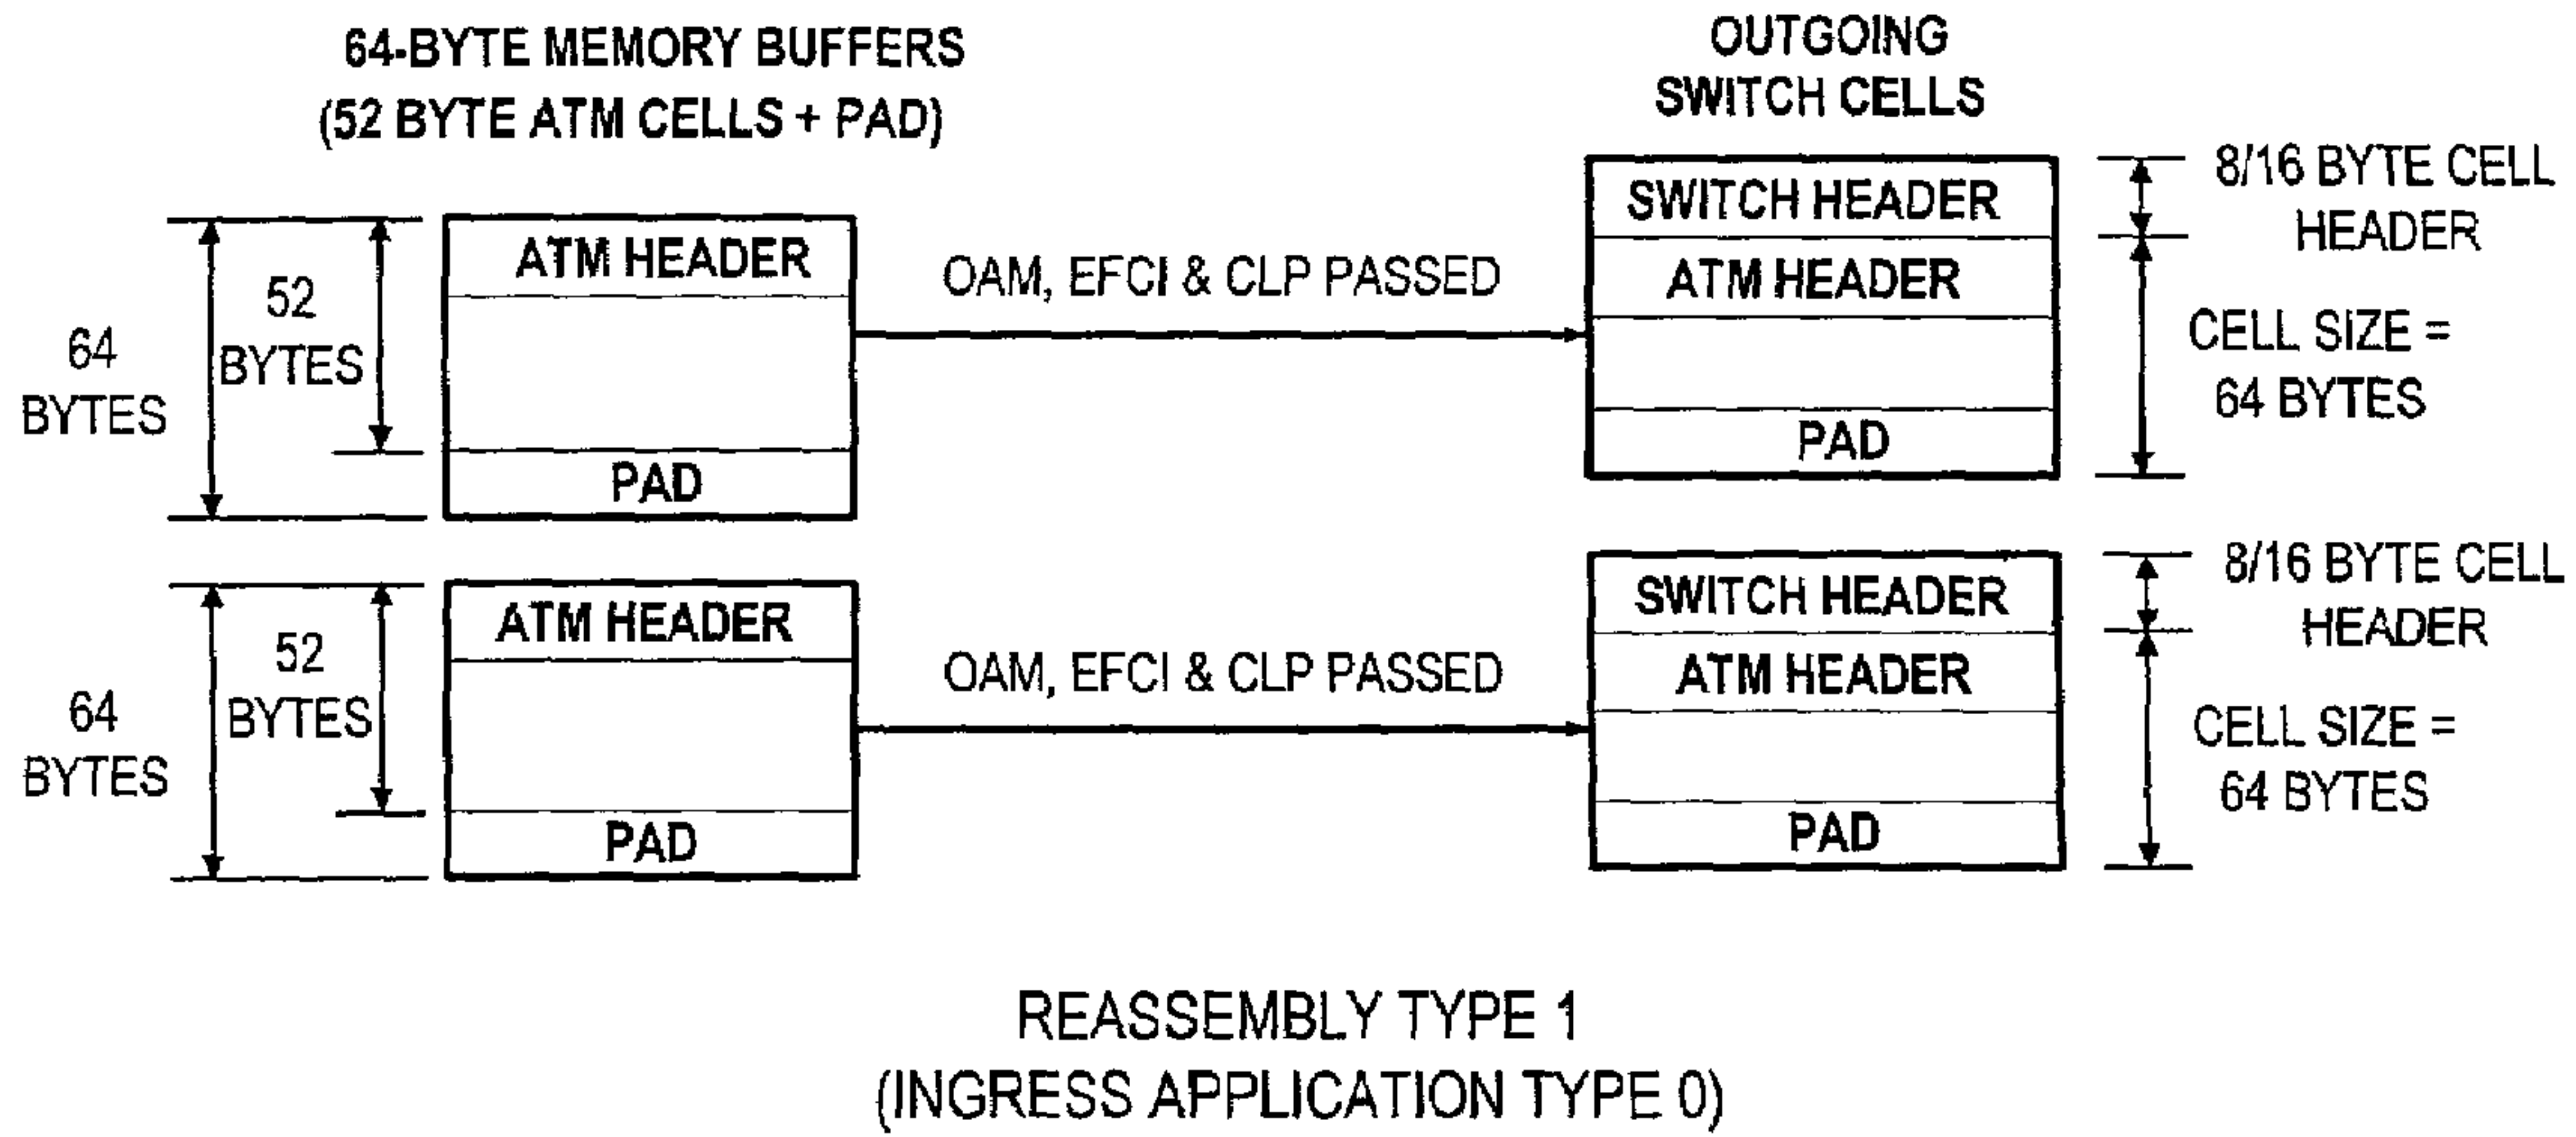 64-BYTE MEMORY BUFFERS
(52 BYTE ATM CELLS + PAD)
OUTGOING
SWITCH CELLS
64
BYTES
52
BYTES
ATM HEADER
PAD
OAM, EFCI & CLP PASSED
SWITCH HEADER
ATM HEADER
PAD
8/16 BYTE CELL
HEADER
CELL SIZE =
64 BYTES
64
BYTES
52
BYTES
ATM HEADER
PAD
OAM, EFCI & CLP PASSED
SWITCH HEADER
ATM HEADER
PAD
8/16 BYTE CELL
HEADER
CELL SIZE =
64 BYTES
REASSEMBLY TYPE 1
(INGRESS APPLICATION TYPE 0)